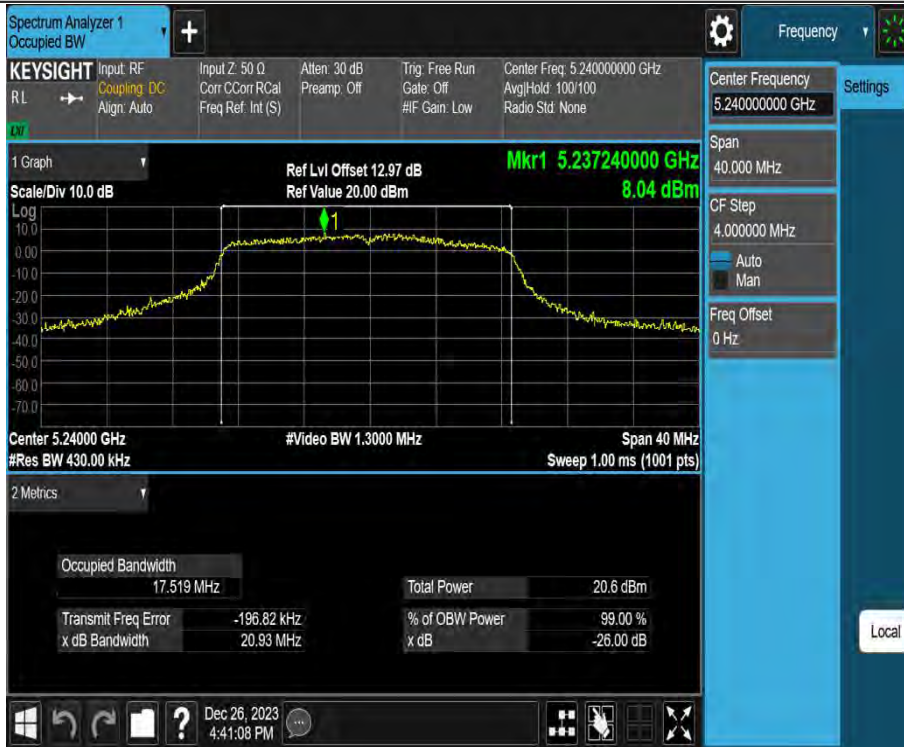 Spectrum Analyzer 1
Occupied BW
+
Frequency
KEYSIGHT
RL
LXI
Input: RF
Coupling: DC
Align: Auto
Input Z: 50 Ω
Corr CCorr RCal
Freq Ref: Int (S)
Atten: 30 dB
Preamp: Off
Trig: Free Run
Gate: Off
#IF Gain: Low
Center Freq: 5.240000000 GHz
Avg|Hold: 100/100
Radio Std: None
Center Frequency
5.240000000 GHz
Settings
Span
40.000 MHz
CF Step
4.000000 MHz
Auto
Man
Freq Offset
0 Hz
Local
1 Graph
Scale/Div 10.0 dB
Ref Lvl Offset 12.97 dB
Ref Value 20.00 dBm
Mkr1 5.237240000 GHz
8.04 dBm
Log
10.0
0.00
-10.0
-20.0
-30.0
-40.0
-50.0
-60.0
-70.0
1
Center 5.24000 GHz
#Video BW 1.3000 MHz
Span 40 MHz
#Res BW 430.00 kHz
Sweep 1.00 ms (1001 pts)
2 Metrics
Occupied Bandwidth
17.519 MHz
Total Power 20.6 dBm
Transmit Freq Error -196.82 kHz
% of OBW Power 99.00 %
x dB Bandwidth 20.93 MHz
x dB -26.00 dB
?
Dec 26, 2023
4:41:08 PM